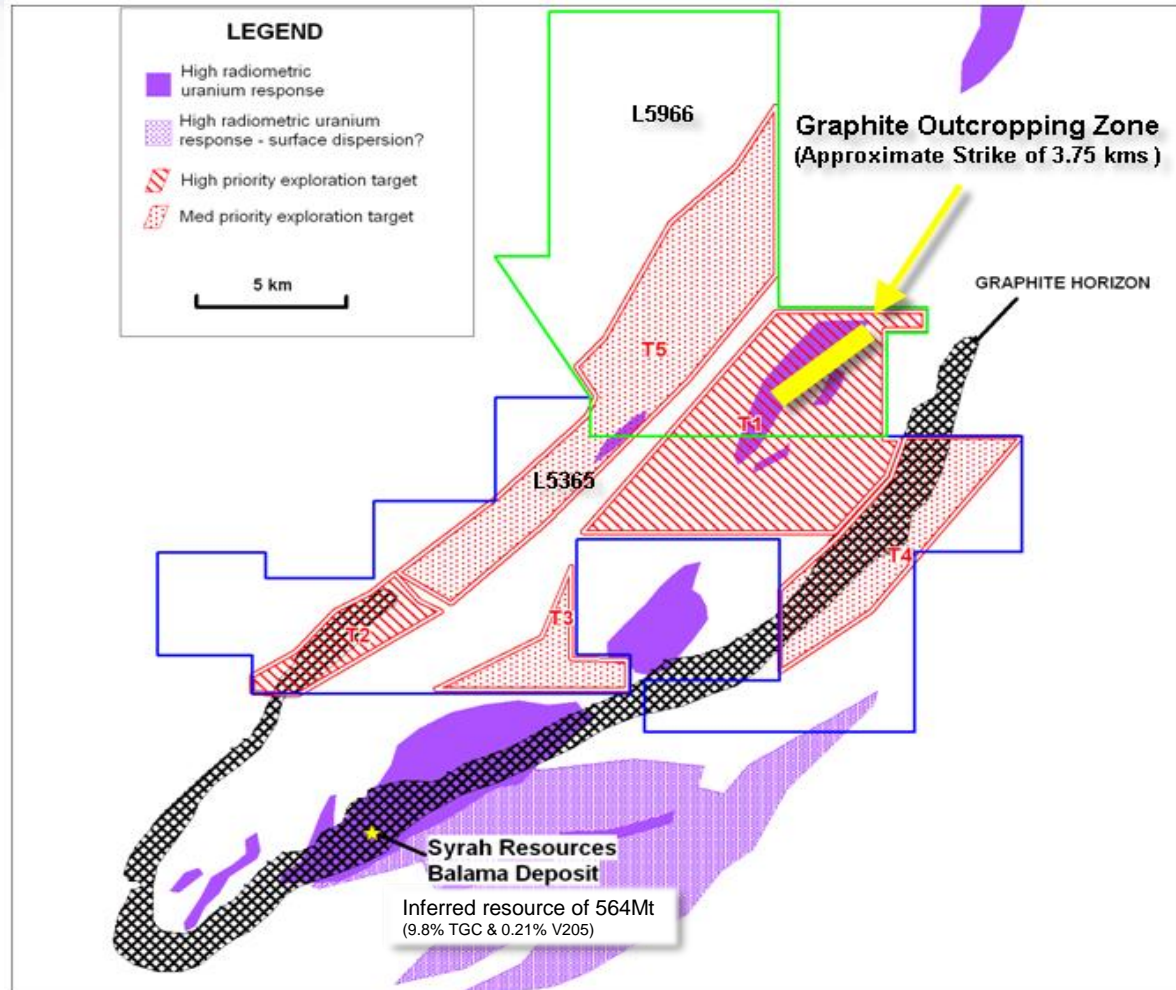 LEGEND
High radiometric
uranium response
High radiometric uranium
response - surface dispersion?
High priority exploration target
Med priority exploration target
5 km
L5966
Graphite Outcropping Zone
(Approximate Strike of 3.75 kms )
GRAPHITE HORIZON
T5
T1
L5365
T4
T3
T2
Syrah Resources
Balama Deposit
Inferred resource of 564Mt
(9.8% TGC & 0.21% V205)